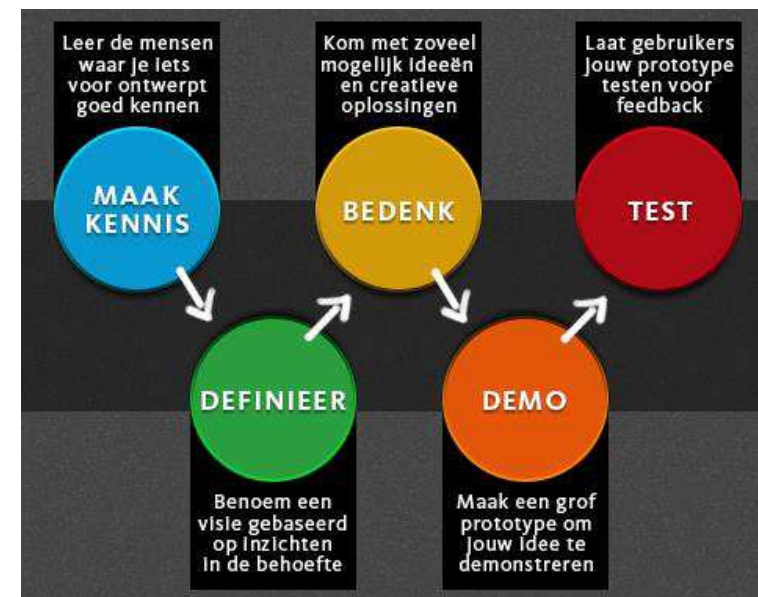 Leer de mensen
waar je iets
voor ontwerpt
goed kennen
MAAK
KENNIS
DEFINIEER
Benoem een
visie gebaseerd
op inzichten
in de behoefte
Kom met zoveel
mogelijk ideeën
en creatieve
oplossingen
BEDENK
DEMO
Maak een grof
prototype om
jouw idee te
demonstreren
Laat gebruikers
jouw prototype
testen voor
feedback
TEST